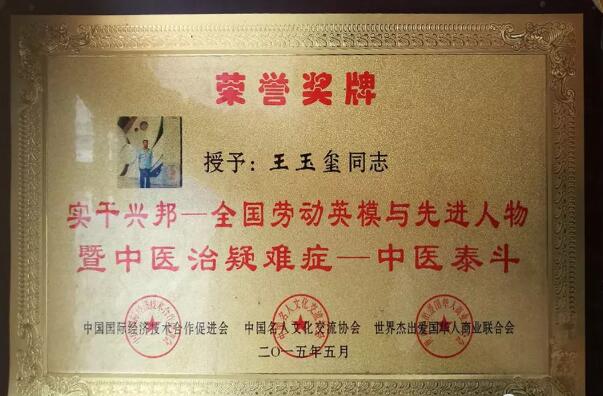 荣誉奖牌
授予：王玉玺同志
实干兴邦—全国劳动英模与先进人物
暨中医治疑难症—中医泰斗
中国国际经济技术合作促进会 中国名人文化交流协会 世界杰出爱国华人商业联合会
二〇一五年五月